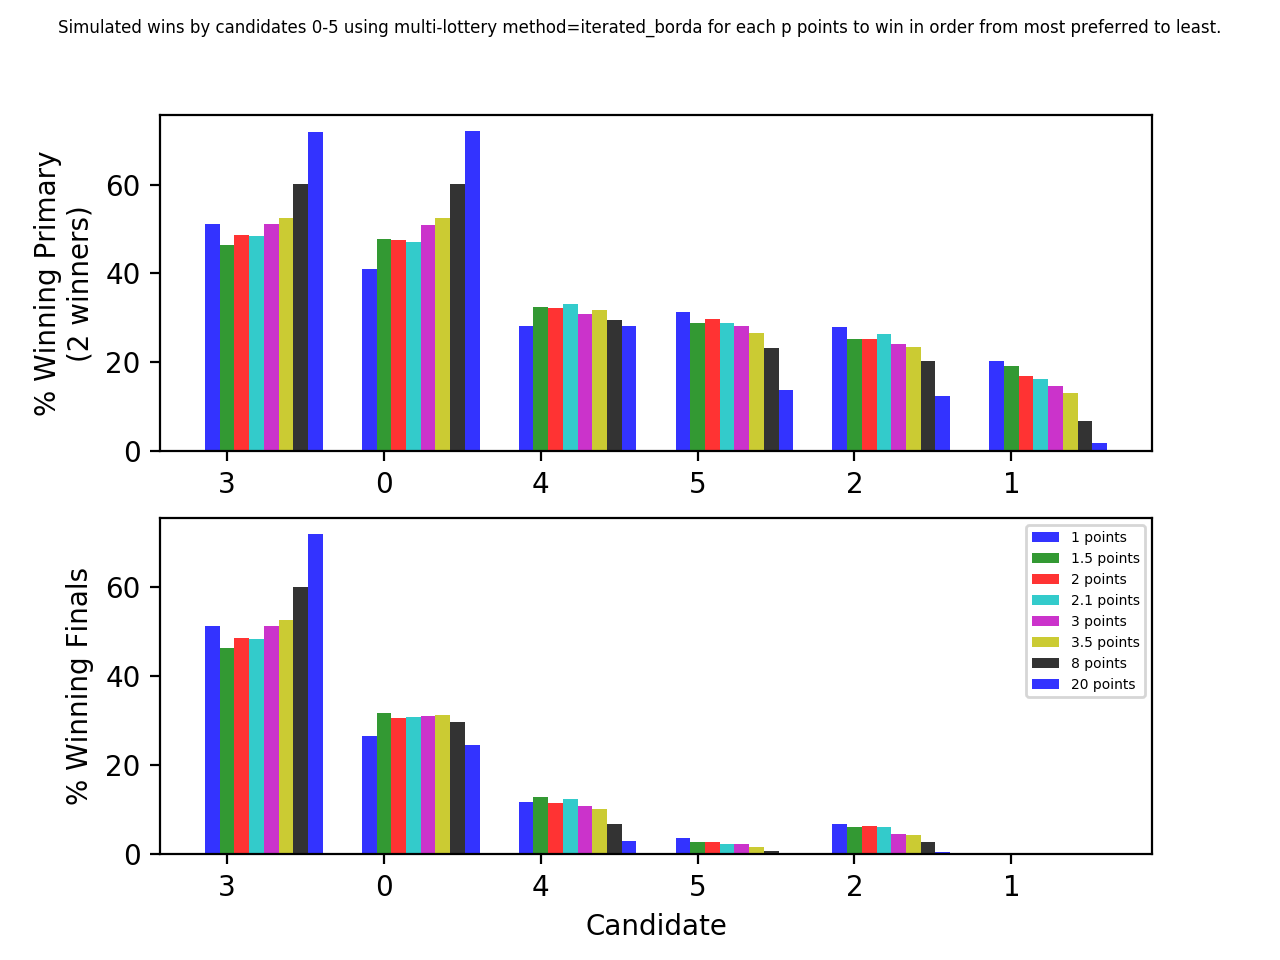 Simulated wins by candidates 0-5 using multi-lottery method=iterated_borda for each p points to win in order from most preferred to least.
% Winning Primary
(2 winners)
60
40
20
0
3 0 4 5 2 1
% Winning Finals
60
40
20
0
1 points
1.5 points
2 points
2.1 points
3 points
3.5 points
8 points
20 points
3 0 4 5 2 1
Candidate